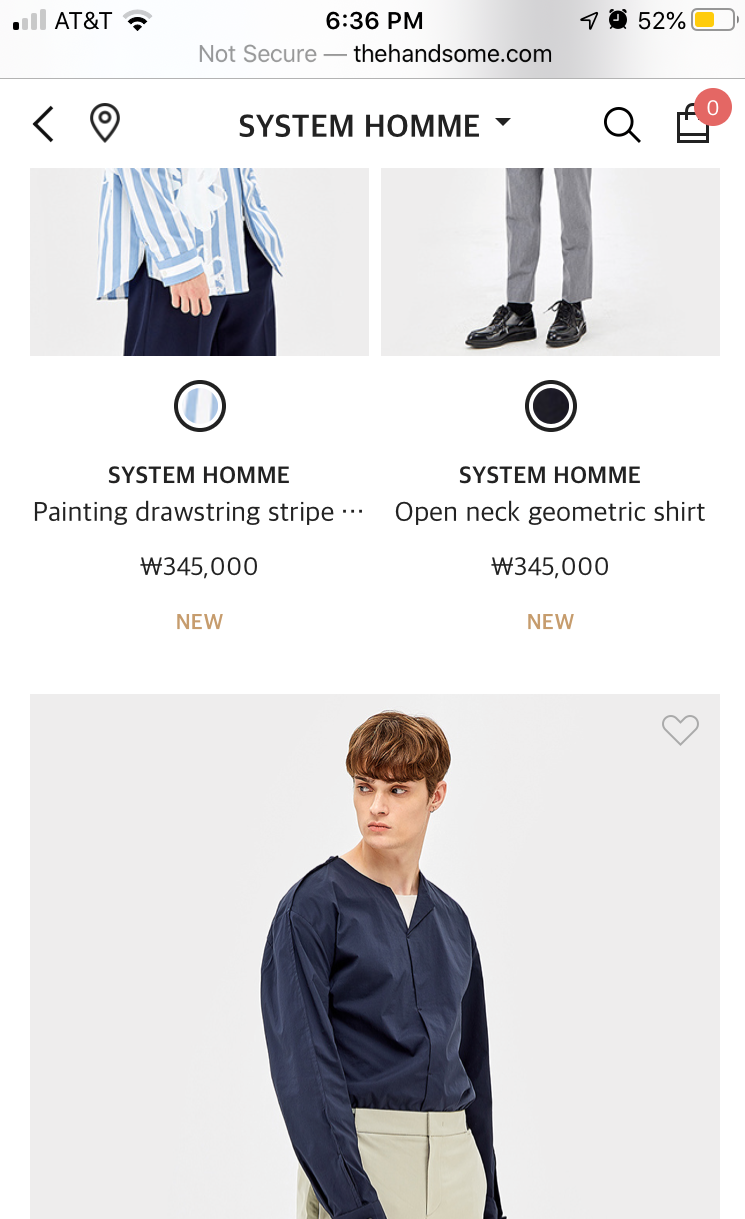 AT&T 6:36 PM 52%
Not Secure — thehandsome.com
SYSTEM HOMME 0
SYSTEM HOMME
Painting drawstring stripe ···
₩345,000
NEW
SYSTEM HOMME
Open neck geometric shirt
₩345,000
NEW